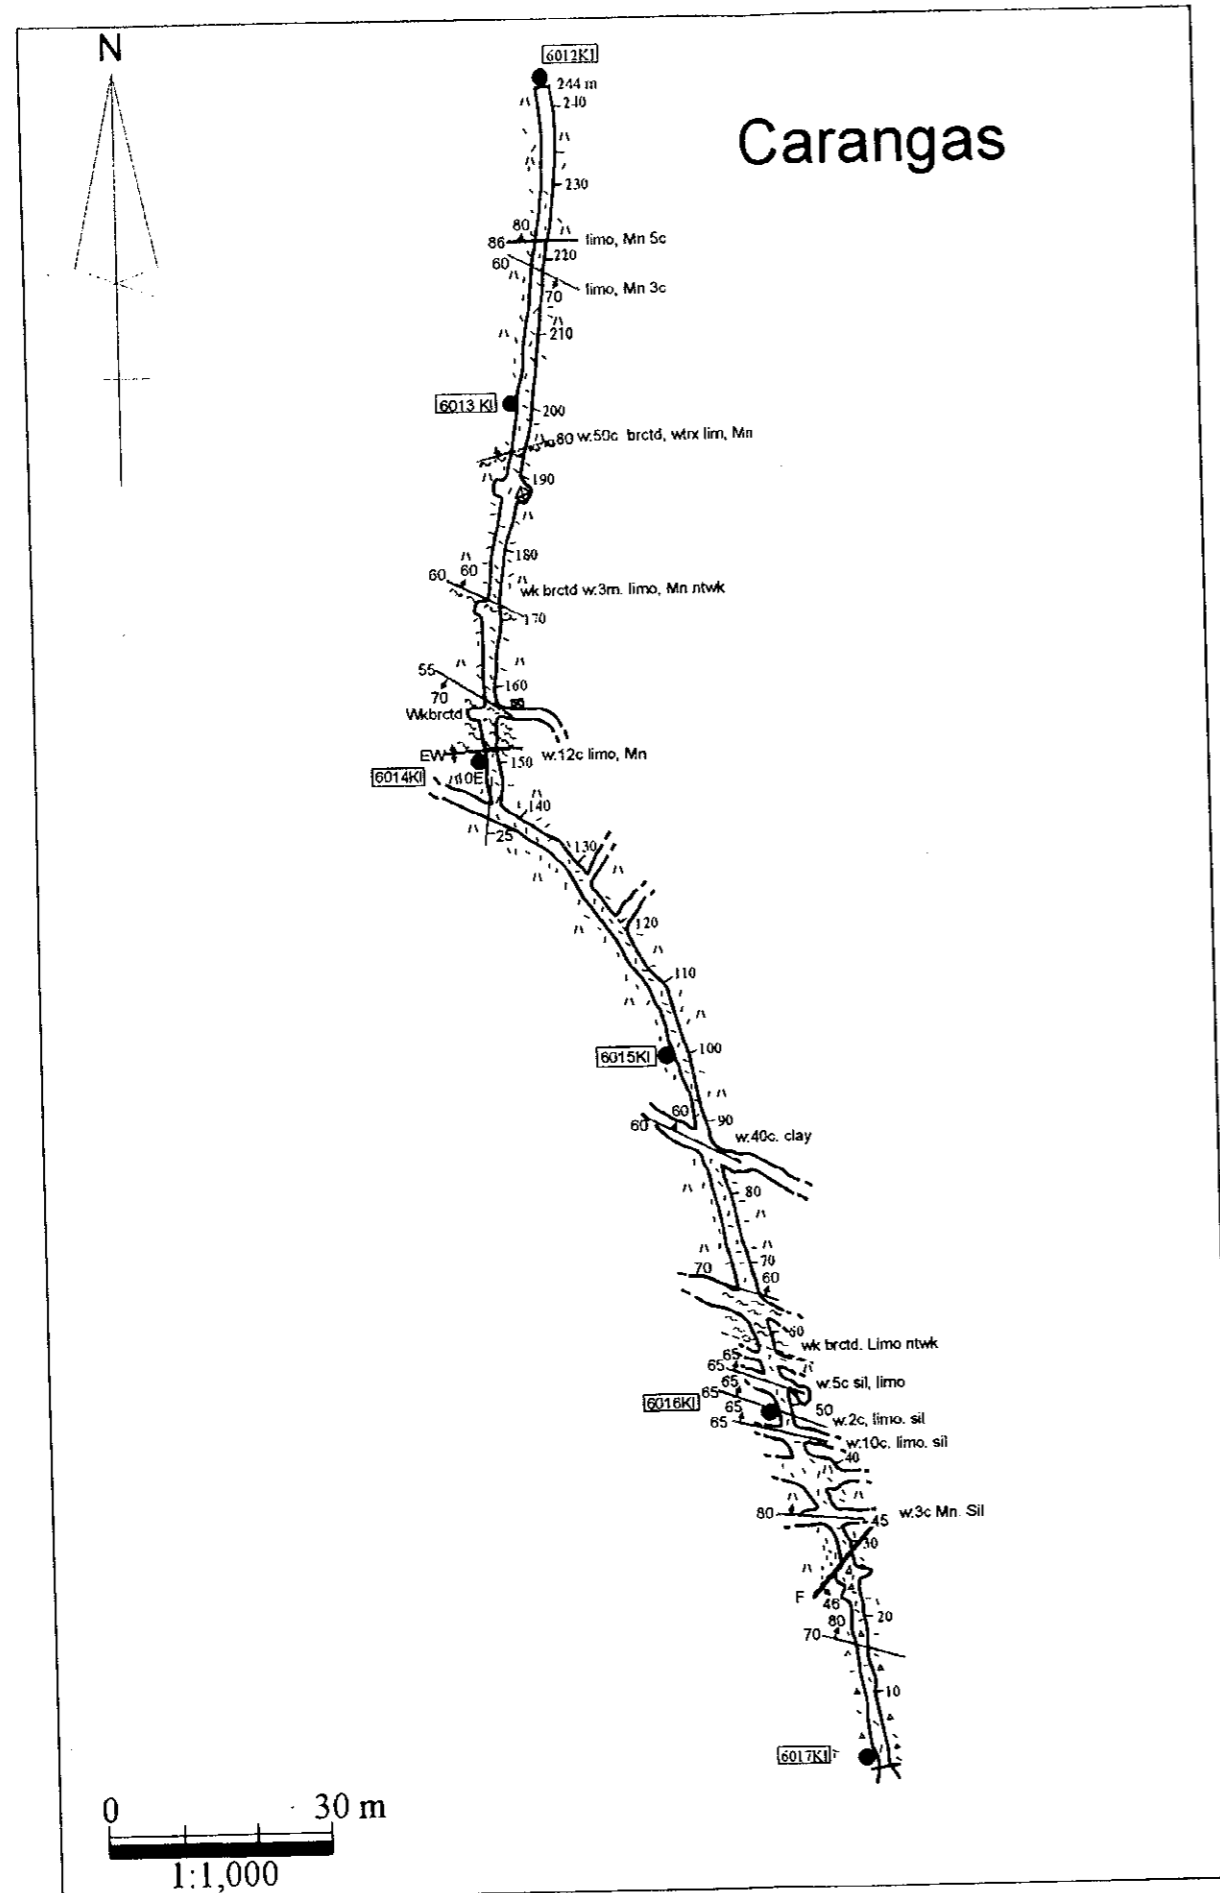 N
6012KI
244 m
240
Carangas
230
80
86
limo, Mn 5c
220
60
70
limo, Mn 3c
210
6013 KI
200
80 w:50c brctd, wtrx lim, Mn
190
180
60
60
wk brctd w:3m. limo, Mn ntwk
170
55
70
160
Wkbrctd
EW
w:12c limo, Mn
150
6014KI
140
25
130
120
110
6015KI
100
60
60
90
w:40c. clay
80
70
70
60
60
wk brctd. Limo ntwk
65
65
w:5c sil, limo
65
65
6016KI
50
65
65
w:2c, limo. sil
w:10c. limo. sil
40
80
w:3c Mn. Sil
45
30
F
46
20
80
70
10
6017KI
0
30 m
1:1,000